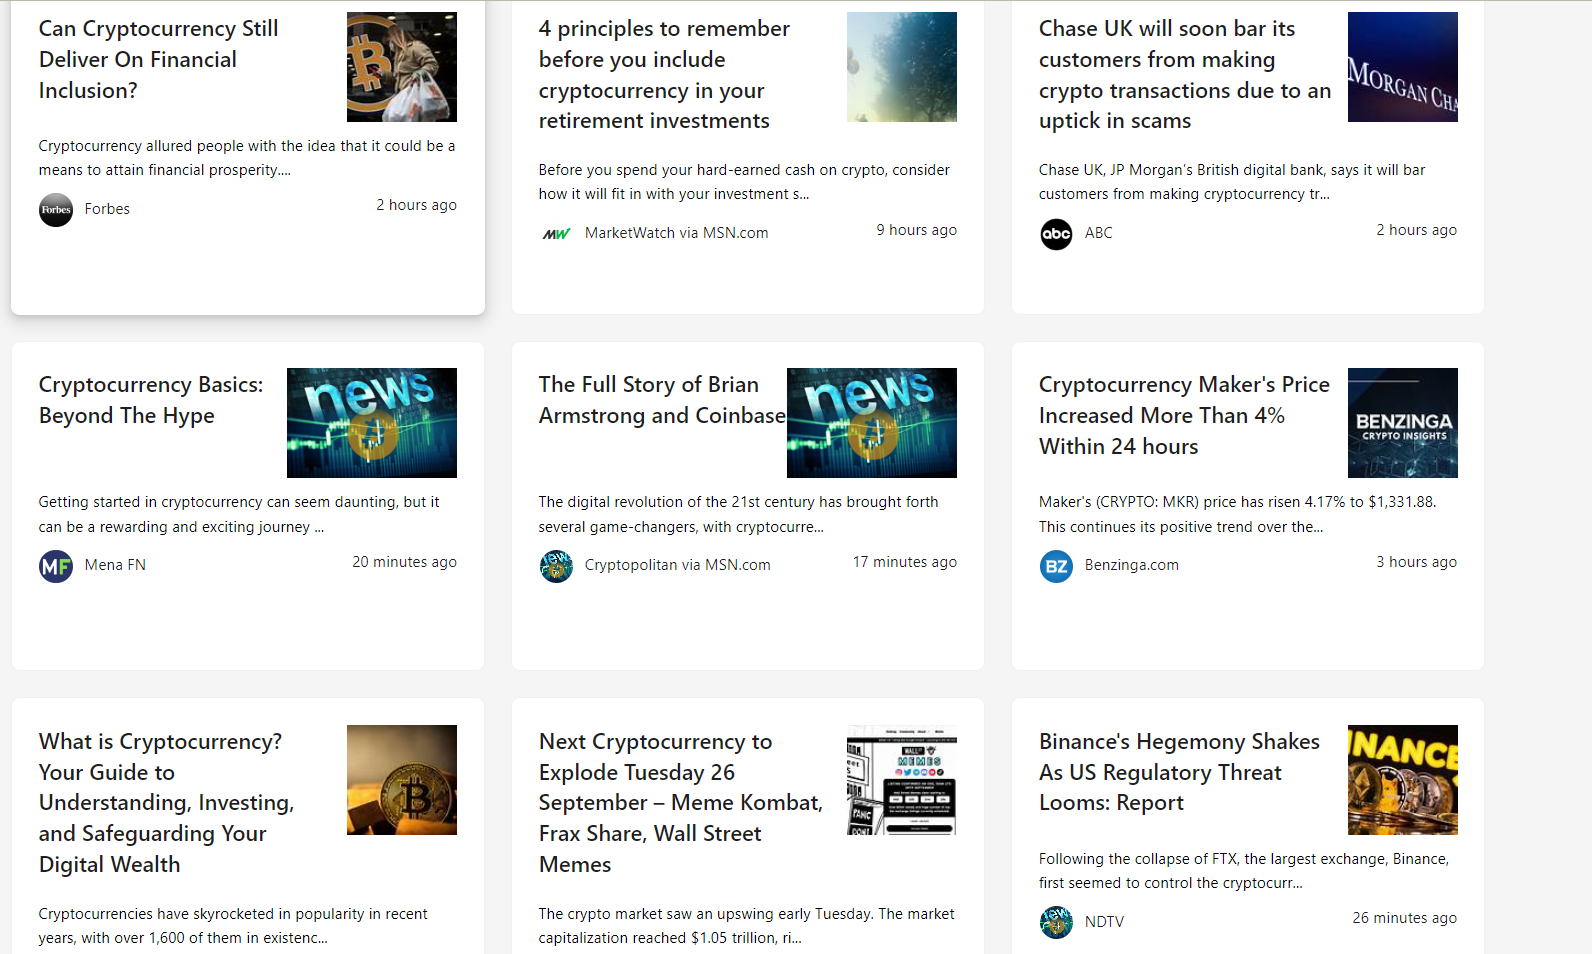 Can Cryptocurrency Still
Deliver On Financial
Inclusion?
Cryptocurrency allured people with the idea that it could be a
means to attain financial prosperity....
Forbes
Forbes
2 hours ago
4 principles to remember
before you include
cryptocurrency in your
retirement investments
Before you spend your hard-earned cash on crypto, consider
how it will fit in with your investment s...
MW
MarketWatch via MSN.com
9 hours ago
Chase UK will soon bar its
customers from making
crypto transactions due to an
uptick in scams
MORGAN CHA
Chase UK, JP Morgan’s British digital bank, says it will bar
customers from making cryptocurrency tr...
abc
ABC
2 hours ago
Cryptocurrency Basics:
Beyond The Hype
news
Getting started in cryptocurrency can seem daunting, but it
can be a rewarding and exciting journey ...
MF
Mena FN
20 minutes ago
The Full Story of Brian
Armstrong and Coinbase
news
The digital revolution of the 21st century has brought forth
several game-changers, with cryptocurre...
Cryptopolitan via MSN.com
17 minutes ago
Cryptocurrency Maker's Price
Increased More Than 4%
Within 24 hours
BENZINGA
CRYPTO INSIGHTS
Maker's (CRYPTO: MKR) price has risen 4.17% to $1,331.88.
This continues its positive trend over the...
BZ
Benzinga.com
3 hours ago
What is Cryptocurrency?
Your Guide to
Understanding, Investing,
and Safeguarding Your
Digital Wealth
Cryptocurrencies have skyrocketed in popularity in recent
years, with over 1,600 of them in existenc...
Next Cryptocurrency to
Explode Tuesday 26
September – Meme Kombat,
Frax Share, Wall Street
Memes
WALL ST
MEMES
PANIC
The crypto market saw an upswing early Tuesday. The market
capitalization reached $1.05 trillion, ri...
Binance's Hegemony Shakes
As US Regulatory Threat
Looms: Report
INANCE
Following the collapse of FTX, the largest exchange, Binance,
first seemed to control the cryptocurr...
NDTV
26 minutes ago